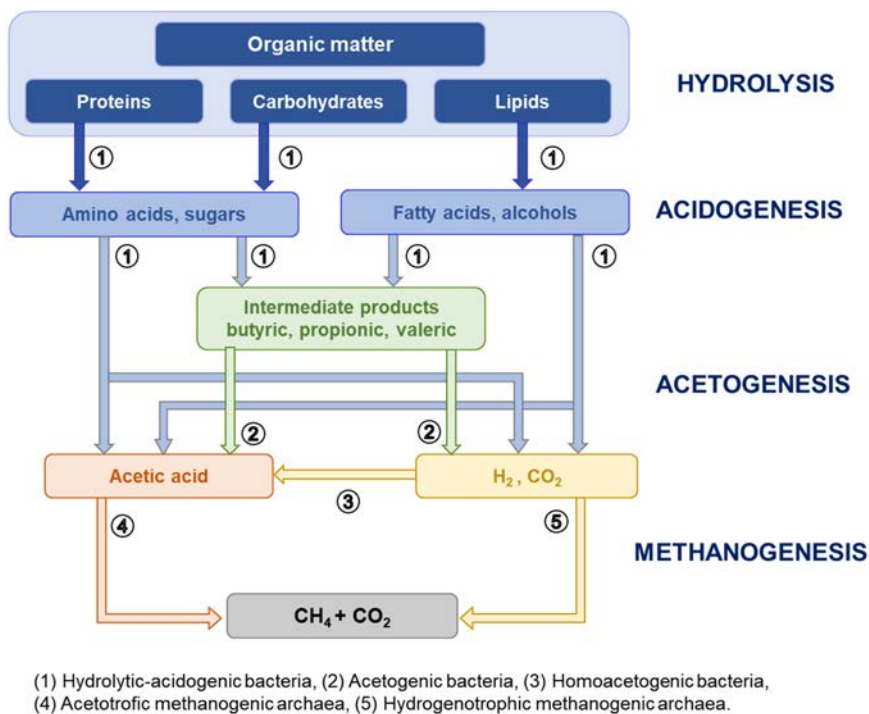 Organic matter
HYDROLYSIS
Proteins
Carbohydrates
Lipids
①
①
①
Amino acids, sugars
Fatty acids, alcohols
ACIDOGENESIS
①
①
①
①
Intermediate products
butyric, propionic, valeric
ACETOGENESIS
②
②
Acetic acid
H₂ , CO₂
③
④
⑤
METHANOGENESIS
CH₄ + CO₂
(1) Hydrolytic-acidogenic bacteria, (2) Acetogenic bacteria, (3) Homoacetogenic bacteria,
(4) Acetotrofic methanogenic archaea, (5) Hydrogenotrophic methanogenic archaea.